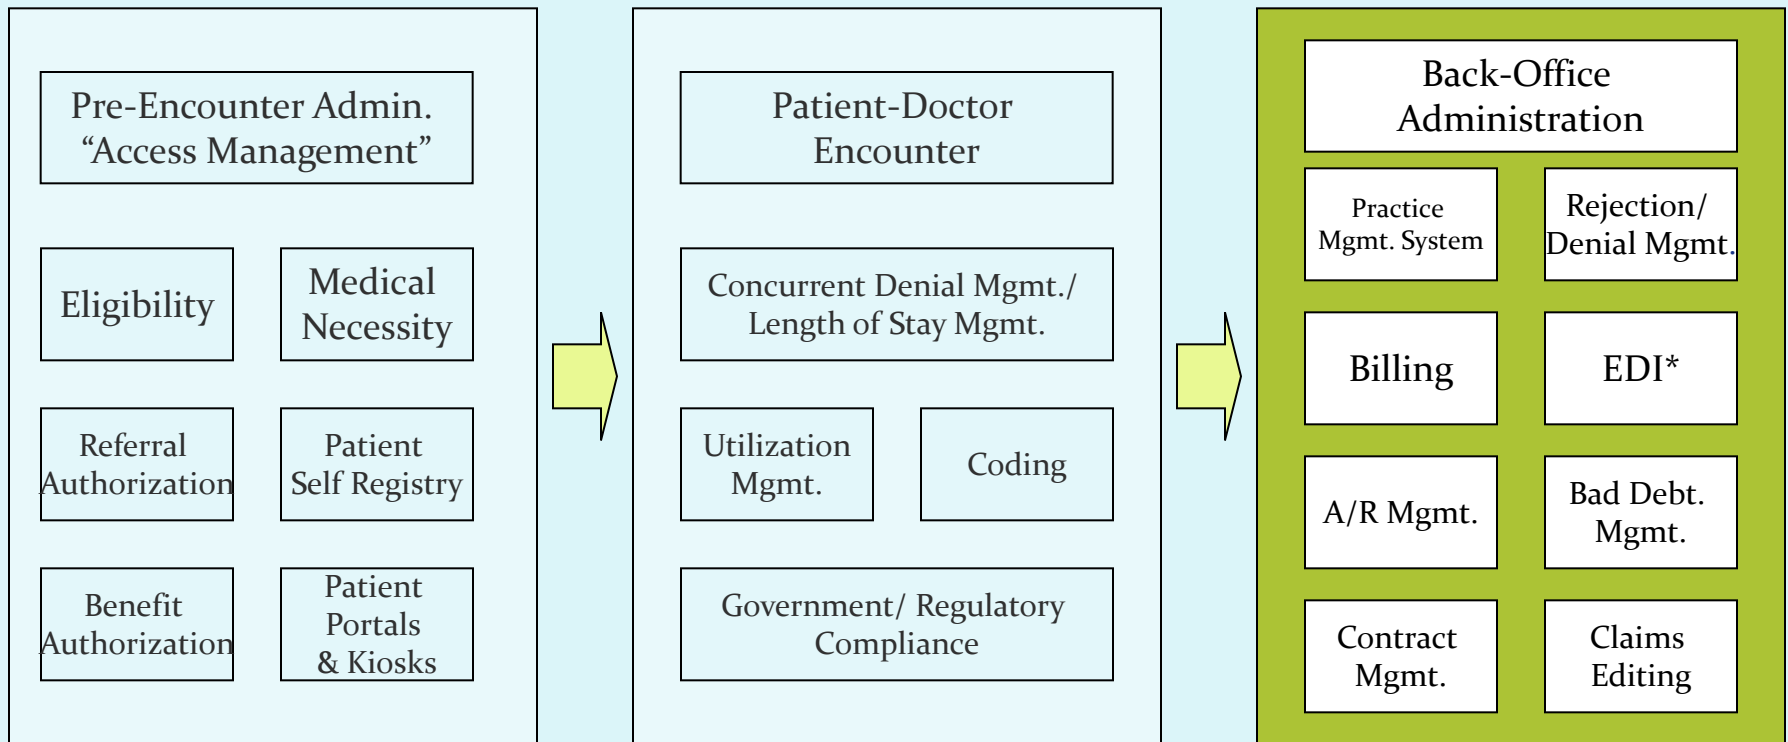 Pre-Encounter Admin.
“Access Management”
Eligibility
Medical
Necessity
Referral
Authorization
Patient
Self Registry
Benefit
Authorization
Patient
Portals
& Kiosks
Patient-Doctor
Encounter
Concurrent Denial Mgmt./
Length of Stay Mgmt.
Utilization
Mgmt.
Coding
Government/ Regulatory
Compliance
Back-Office
Administration
Practice
Mgmt. System
Rejection/
Denial Mgmt.
Billing
EDI*
A/R Mgmt.
Bad Debt.
Mgmt.
Contract
Mgmt.
Claims
Editing